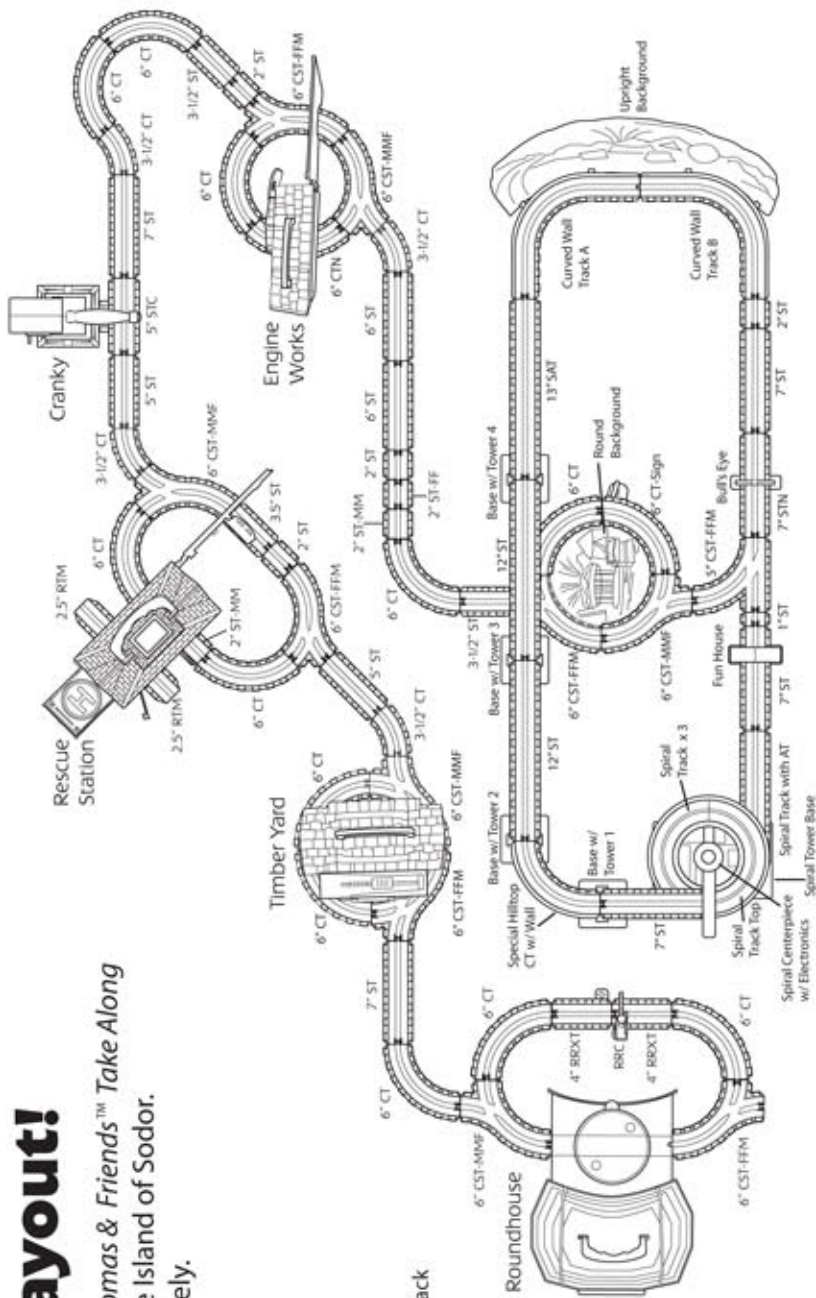 ayout!
omas & Friends™ Take Along
e Island of Sodor.
ely.
ack
Rescue
Station
2.5" RTM
2.5" RTM
6" CT
2" ST-MM
6" CT
3-1/2" CT
6" CST-MMF
3.5" ST
2" ST
6" CST-FFM
5" ST
3-1/2" CT
Cranky
5" ST
5" STC
7" ST
3-1/2" CT
6" CT
6" CT
3-1/2" ST
2" ST
6" CST-FFM
Engine
Works
6" CT
6" CTN
6" CST-MMF
3-1/2" CT
6" ST
6" ST
2" ST
2" ST-FF
2" ST-MM
6" CT
3-1/2" ST
Timber Yard
6" CT
6" CT
6" CST-MMF
6" CST-FFM
7" ST
6" CT
Roundhouse
6" CST-MMF
6" CT
4" RRXT
RRC
4" RRXT
6" CT
6" CST-FFM
Base w/ Tower 2
Base w/ Tower 3
Base w/ Tower 4
Base w/
Tower 1
12" ST
12" ST
13" SAT
Curved Wall
Track A
Curved Wall
Track B
Upright
Background
Round
Background
6" CT
6" CT-Sign
6" CST-FFM
6" CST-MMF
5" CST-FFM
Bull's Eye
Fun House
Special Hilltop
CT w/ Wall
7" ST
Spiral
Track x 3
Spiral
Track Top
Spiral Centerpiece
w/ Electronics
Spiral Tower Base
Spiral Track with AT
7" ST
1" ST
7" STN
7" ST
2" ST